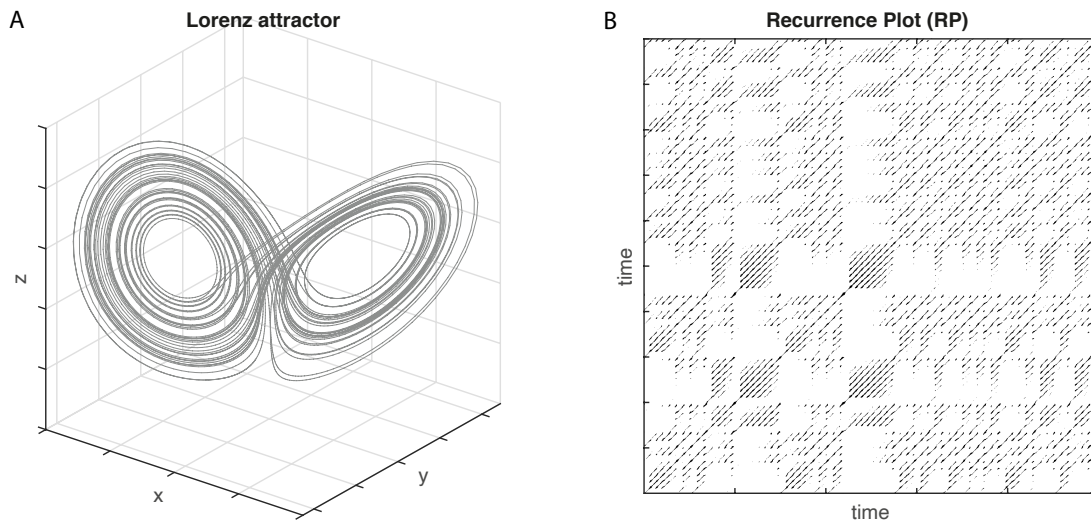 A
Lorenz attractor
z
x
y
B
Recurrence Plot (RP)
time
time